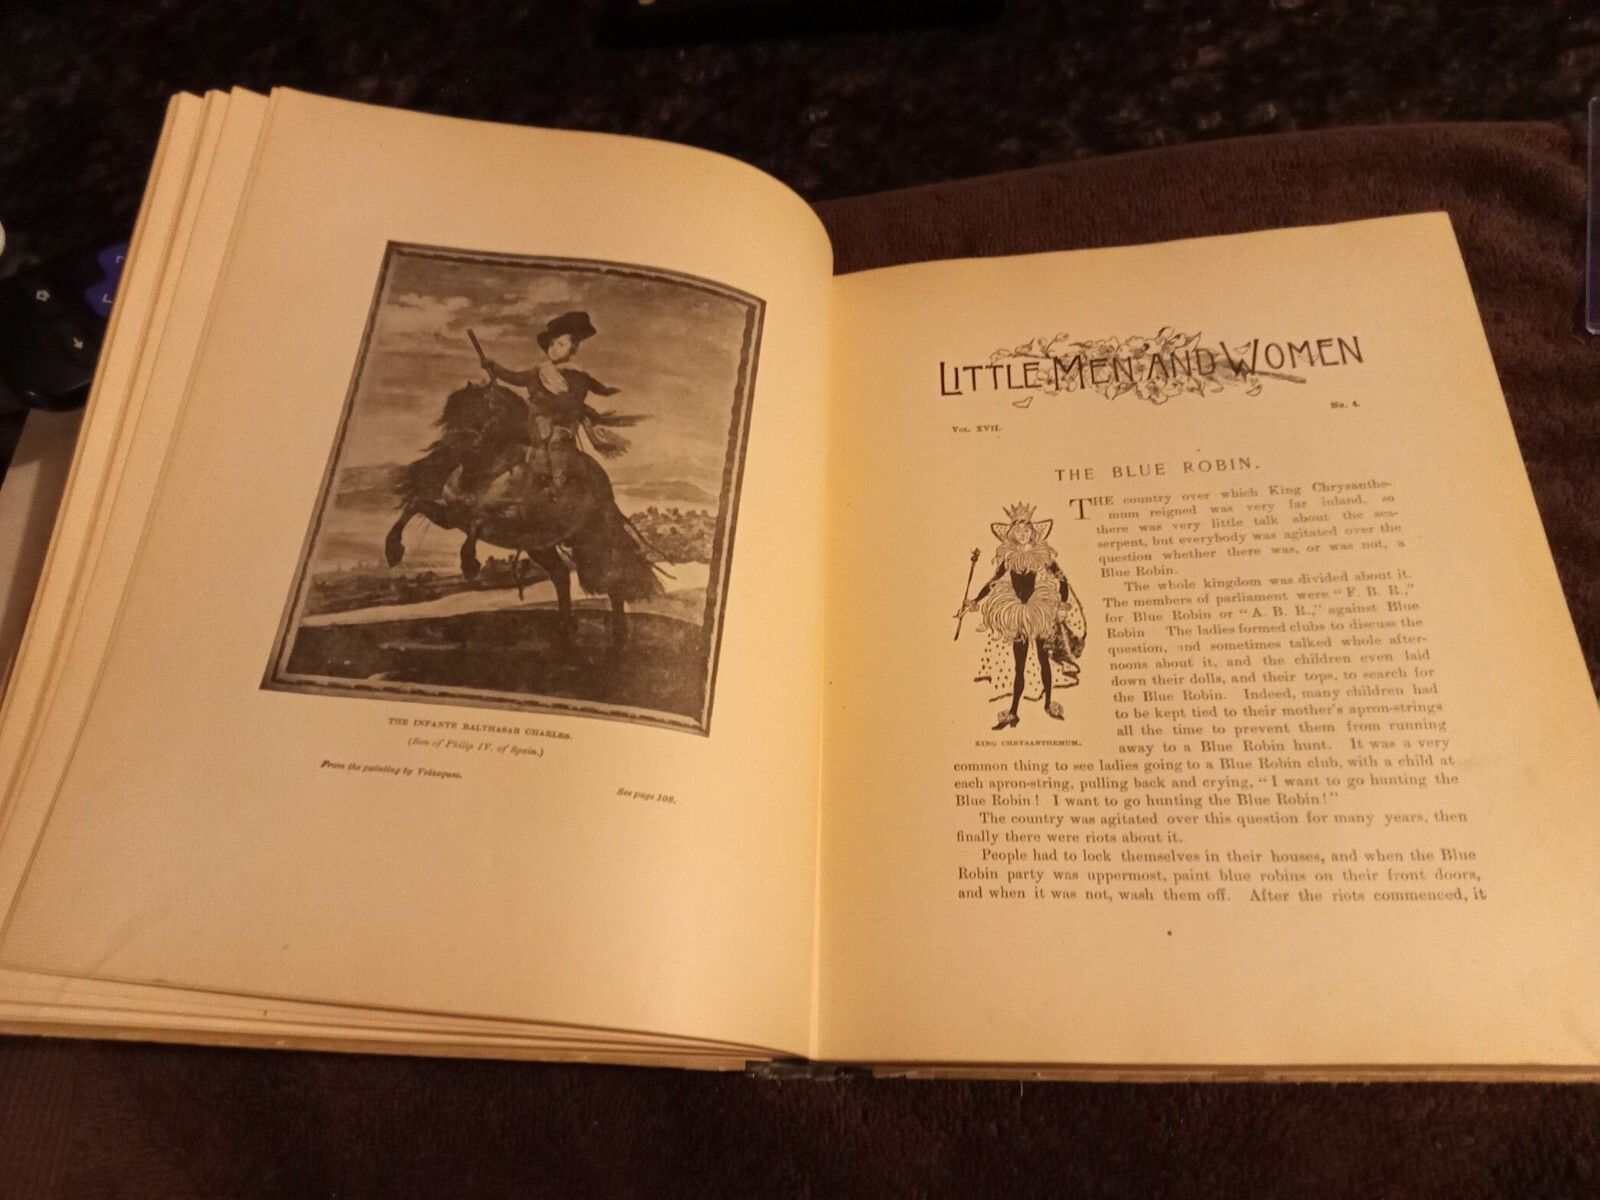 THE INFANTE BALTHASAR CHARLES.
(Son of Philip IV. of Spain.)
From the painting by Velasquez.
See page 108.
LITTLE MEN AND WOMEN
No. 4.
Vol. XVII.
THE BLUE ROBIN.
THE country over which King Chrysanthe-
mum reigned was very far inland, so
there was very little talk about the sea-
serpent, but everybody was agitated over the
question whether there was, or was not, a
Blue Robin.
The whole kingdom was divided about it.
The members of parliament were "F. B. R.,"
for Blue Robin or "A. B. R.," against Blue
Robin The ladies formed clubs to discuss the
question, and sometimes talked whole after-
noons about it, and the children even laid
down their dolls, and their tops, to search for
the Blue Robin. Indeed, many children had
to be kept tied to their mother's apron-strings
all the time to prevent them from running
away to a Blue Robin hunt. It was a very
KING CHRYSANTHEMUM.
common thing to see ladies going to a Blue Robin club, with a child at
each apron-string, pulling back and crying, "I want to go hunting the
Blue Robin! I want to go hunting the Blue Robin!"
The country was agitated over this question for many years, then
finally there were riots about it.
People had to lock themselves in their houses, and when the Blue
Robin party was uppermost, paint blue robins on their front doors,
and when it was not, wash them off. After the riots commenced, it